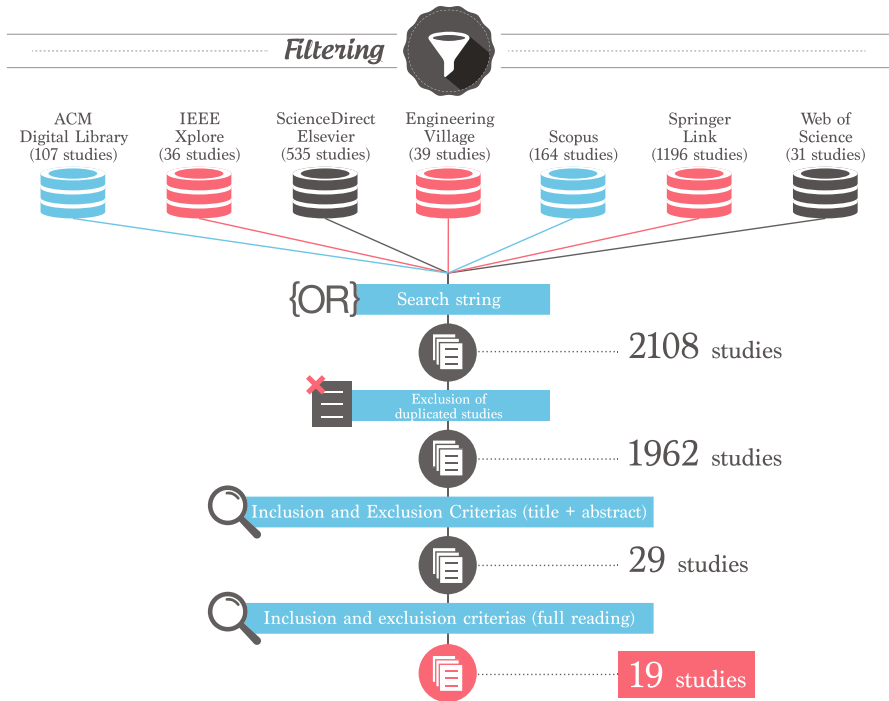 Filtering
ACM
Digital Library
(107 studies)
IEEE
Xplore
(36 studies)
ScienceDirect
Elsevier
(535 studies)
Engineering
Village
(39 studies)
Scopus
(164 studies)
Springer
Link
(1196 studies)
Web of
Science
(31 studies)
{OR}
Search string
2108 studies
Exclusion of
duplicated studies
1962 studies
Inclusion and Exclusion Criterias (title + abstract)
29 studies
Inclusion and excluision criterias (full reading)
19 studies